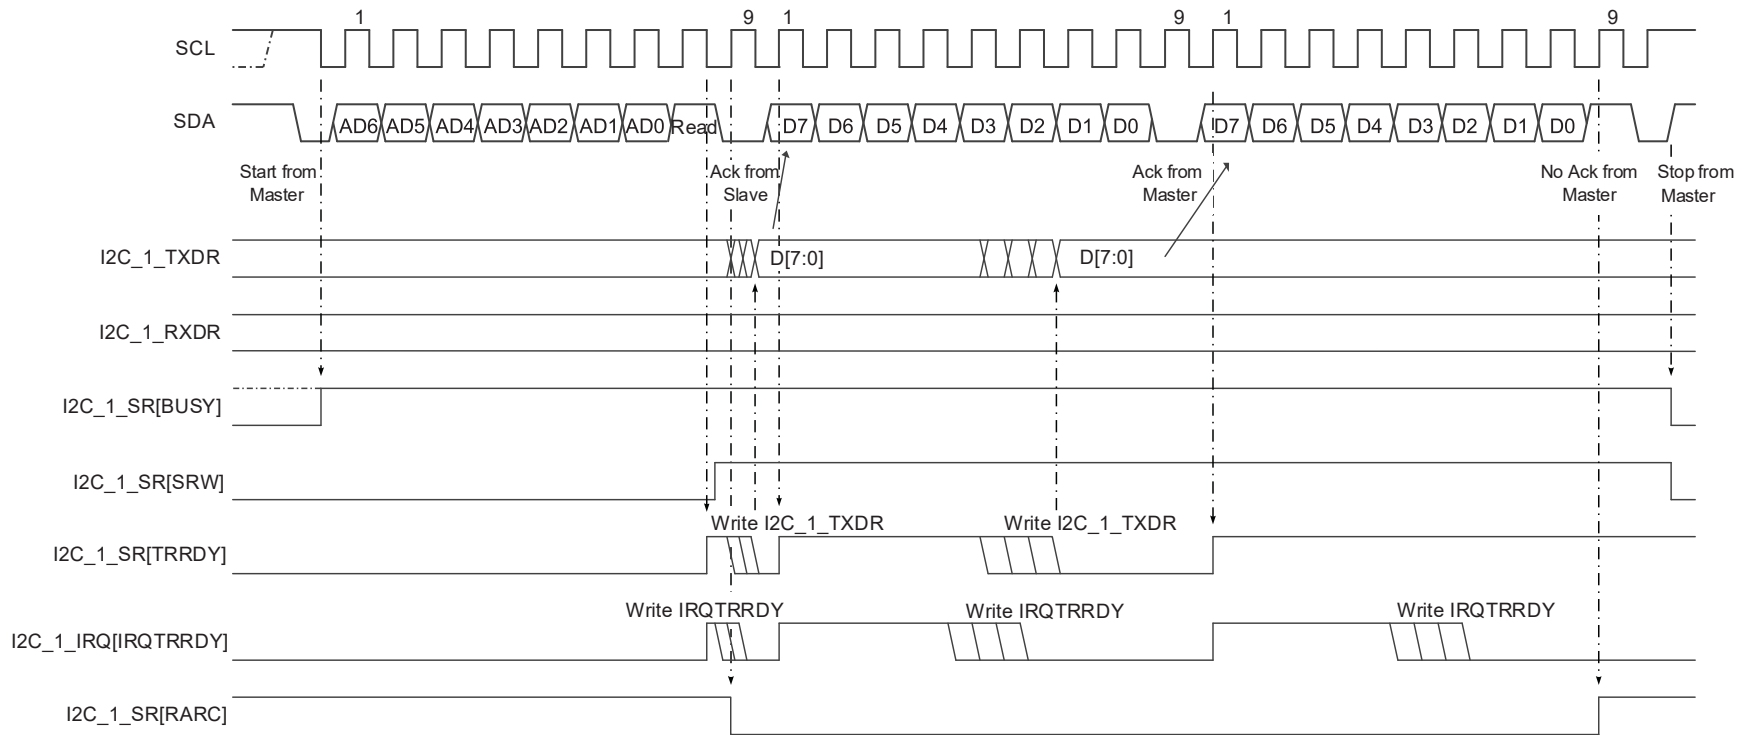 1 9 1 9 1 9
SCL
SDA AD6 AD5 AD4 AD3 AD2 AD1 AD0 Read D7 D6 D5 D4 D3 D2 D1 D0 D7 D6 D5 D4 D3 D2 D1 D0
Start from
Master
Ack from
Slave
Ack from
Master
No Ack from
Master
Stop from
Master
I2C_1_TXDR D[7:0] D[7:0]
I2C_1_RXDR
I2C_1_SR[BUSY]
I2C_1_SR[SRW]
Write I2C_1_TXDR Write I2C_1_TXDR
I2C_1_SR[TRRDY]
Write IRQTRRDY Write IRQTRRDY Write IRQTRRDY
I2C_1_IRQ[IRQTRRDY]
I2C_1_SR[RARC]